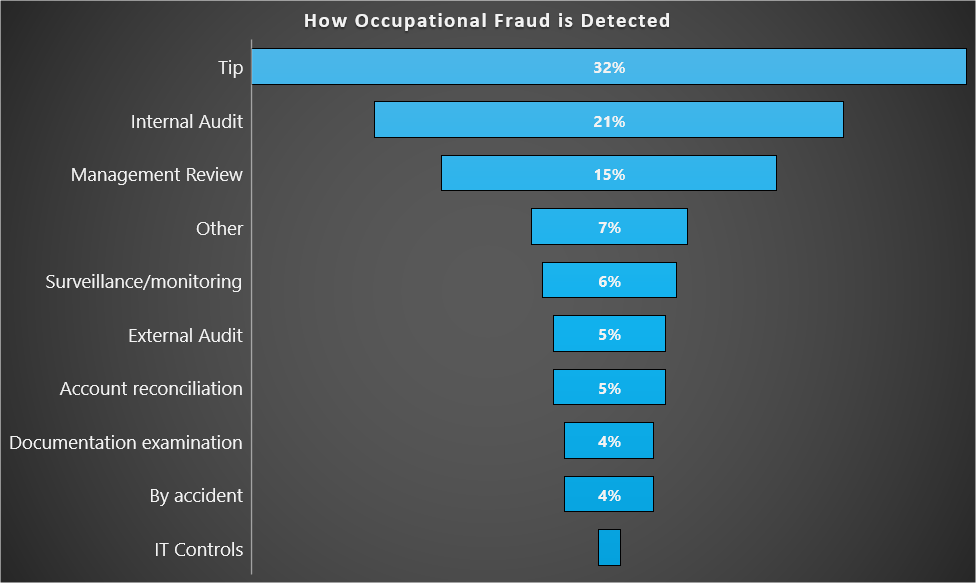 How Occupational Fraud is Detected
Tip 32%
Internal Audit 21%
Management Review 15%
Other 7%
Surveillance/monitoring 6%
External Audit 5%
Account reconciliation 5%
Documentation examination 4%
By accident 4%
IT Controls